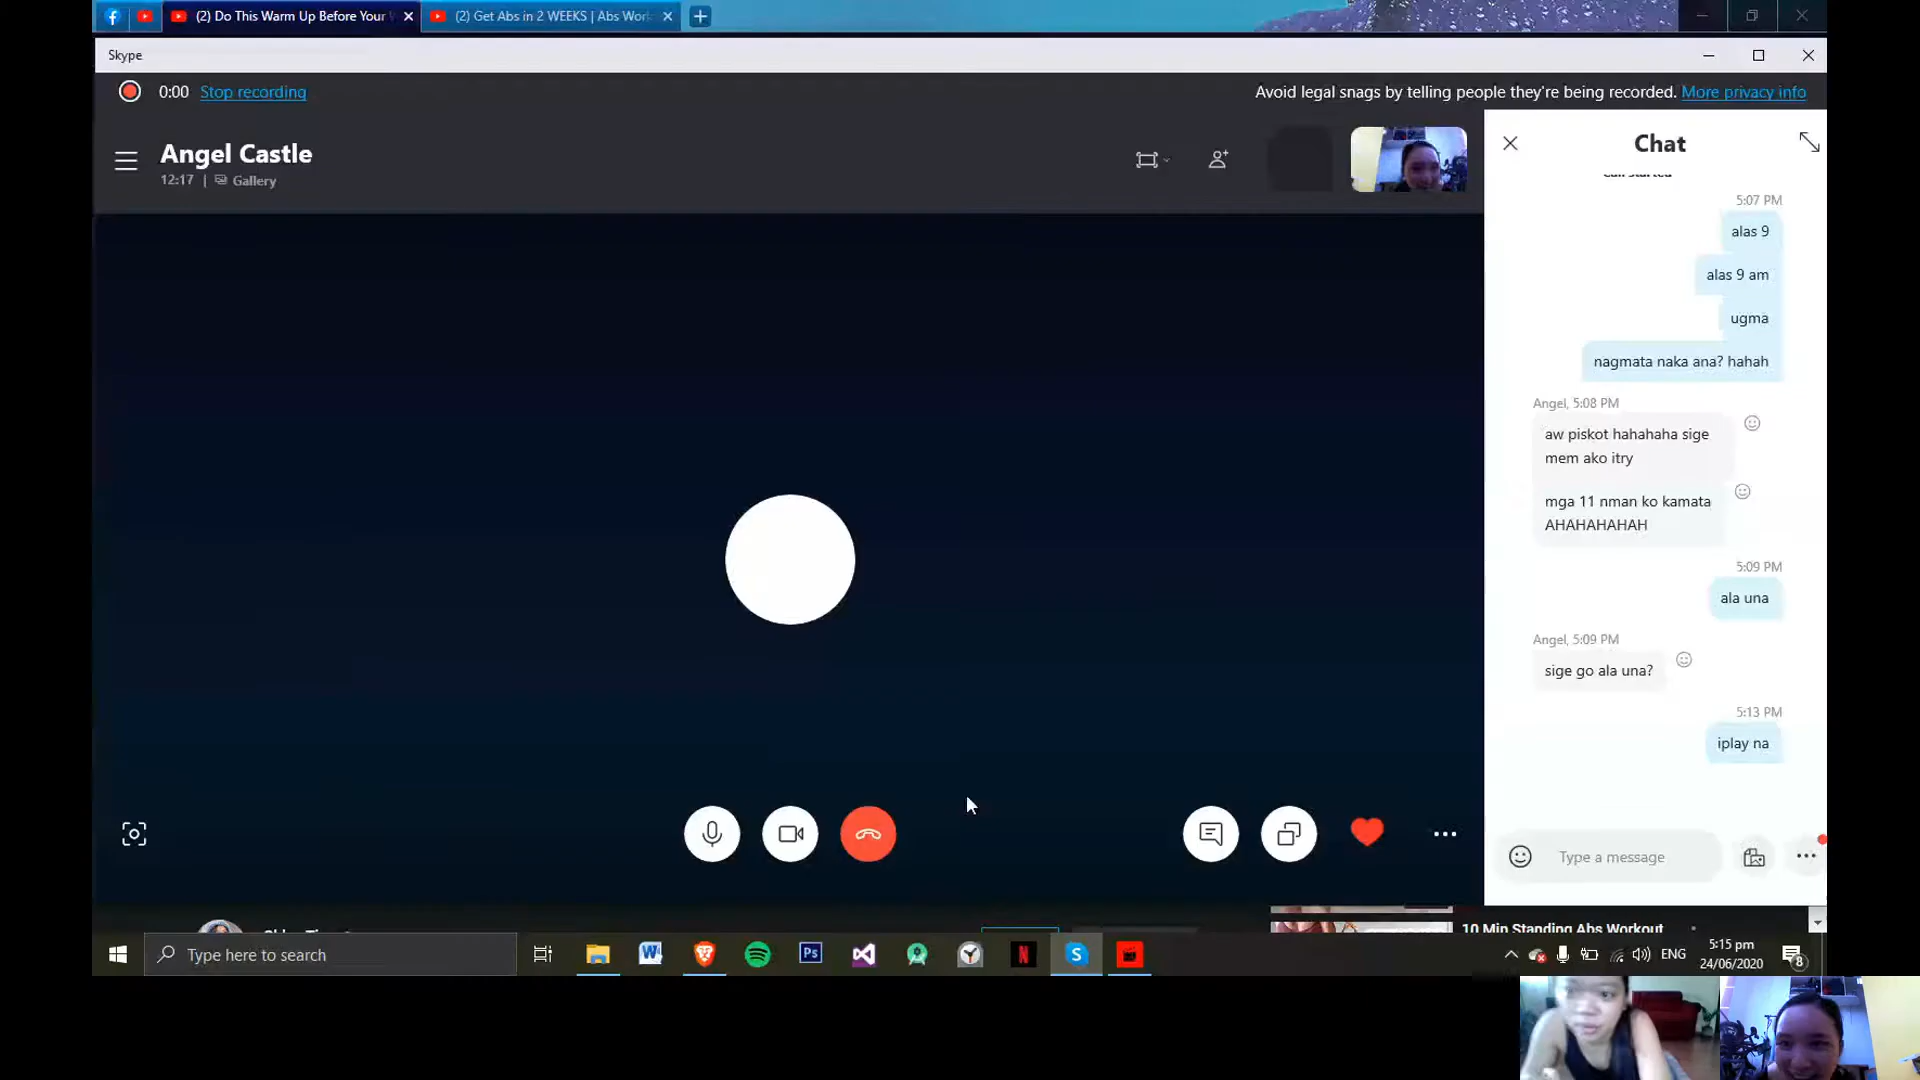 (2) Do This Warm Up Before Your
(2) Get Abs in 2 WEEKS | Abs Wor
Skype
0:00 Stop recording
Avoid legal snags by telling people they're being recorded. More privacy info
Angel Castle
12:17 | Gallery
Chat
Call started
5:07 PM
alas 9
alas 9 am
ugma
nagmata naka ana? hahah
Angel, 5:08 PM
aw piskot hahahaha sige
mem ako itry
mga 11 nman ko kamata
AHAHAHAHAH
5:09 PM
ala una
Angel, 5:09 PM
sige go ala una?
5:13 PM
iplay na
Type a message
10 Min Standing Abs Workout
Type here to search
ENG
5:15 pm
24/06/2020
8